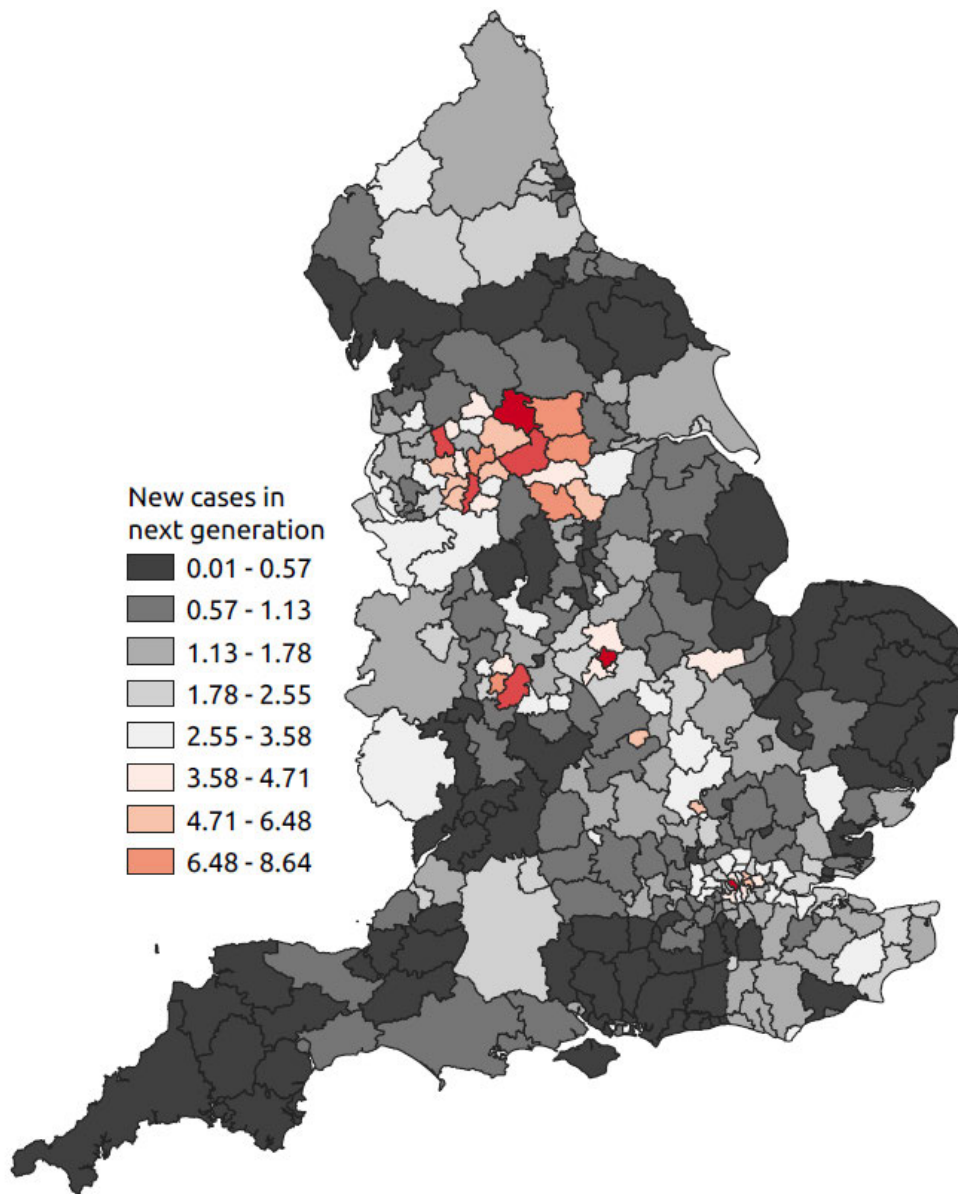 New cases in
next generation
0.01 - 0.57
0.57 - 1.13
1.13 - 1.78
1.78 - 2.55
2.55 - 3.58
3.58 - 4.71
4.71 - 6.48
6.48 - 8.64